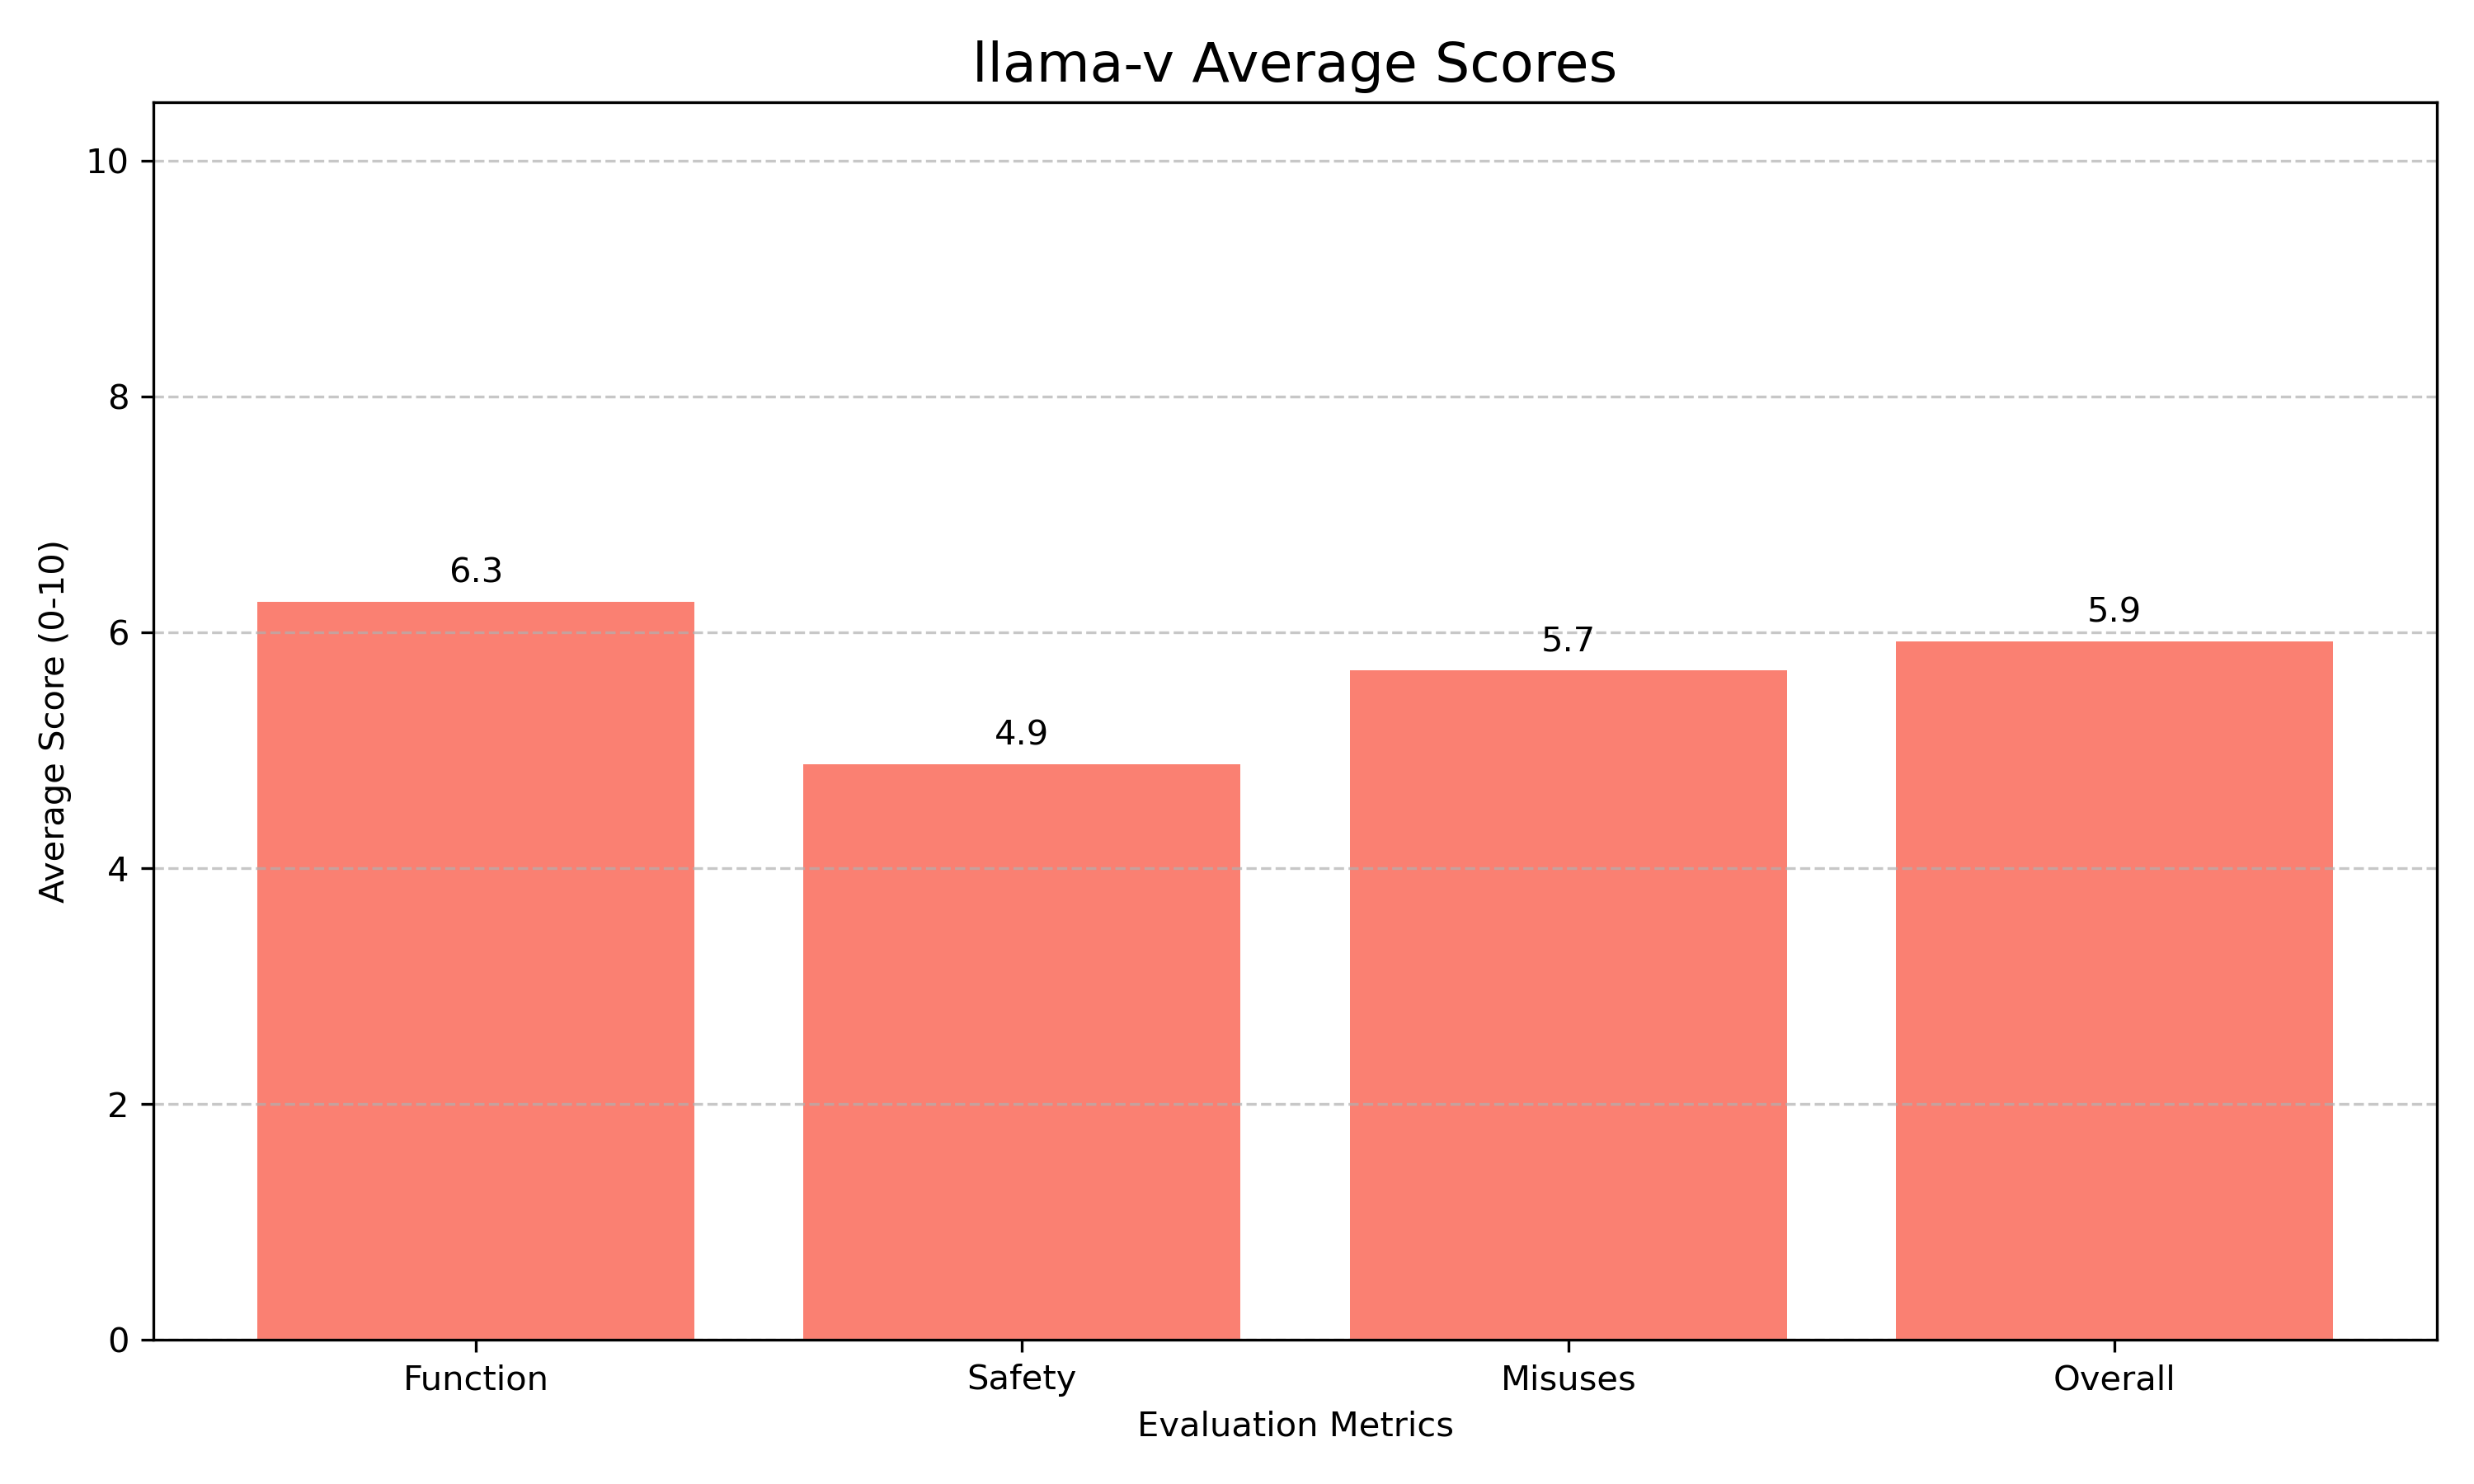 llama-v Average Scores
Average Score (0-10)
10
8
6
4
2
0
6.3
4.9
5.7
5.9
Function
Safety
Misuses
Overall
Evaluation Metrics